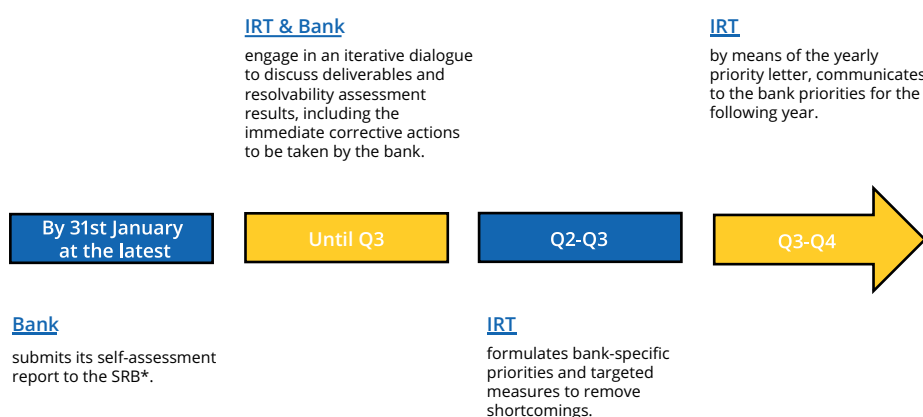 IRT & Bank
engage in an iterative dialogue
to discuss deliverables and
resolvability assessment
results, including the
immediate corrective actions
to be taken by the bank.
IRT
by means of the yearly
priority letter, communicates
to the bank priorities for the
following year.
By 31st January
at the latest
Until Q3
Q2-Q3
Q3-Q4
Bank
submits its self-assessment
report to the SRB*.
IRT
formulates bank-specific
priorities and targeted
measures to remove
shortcomings.